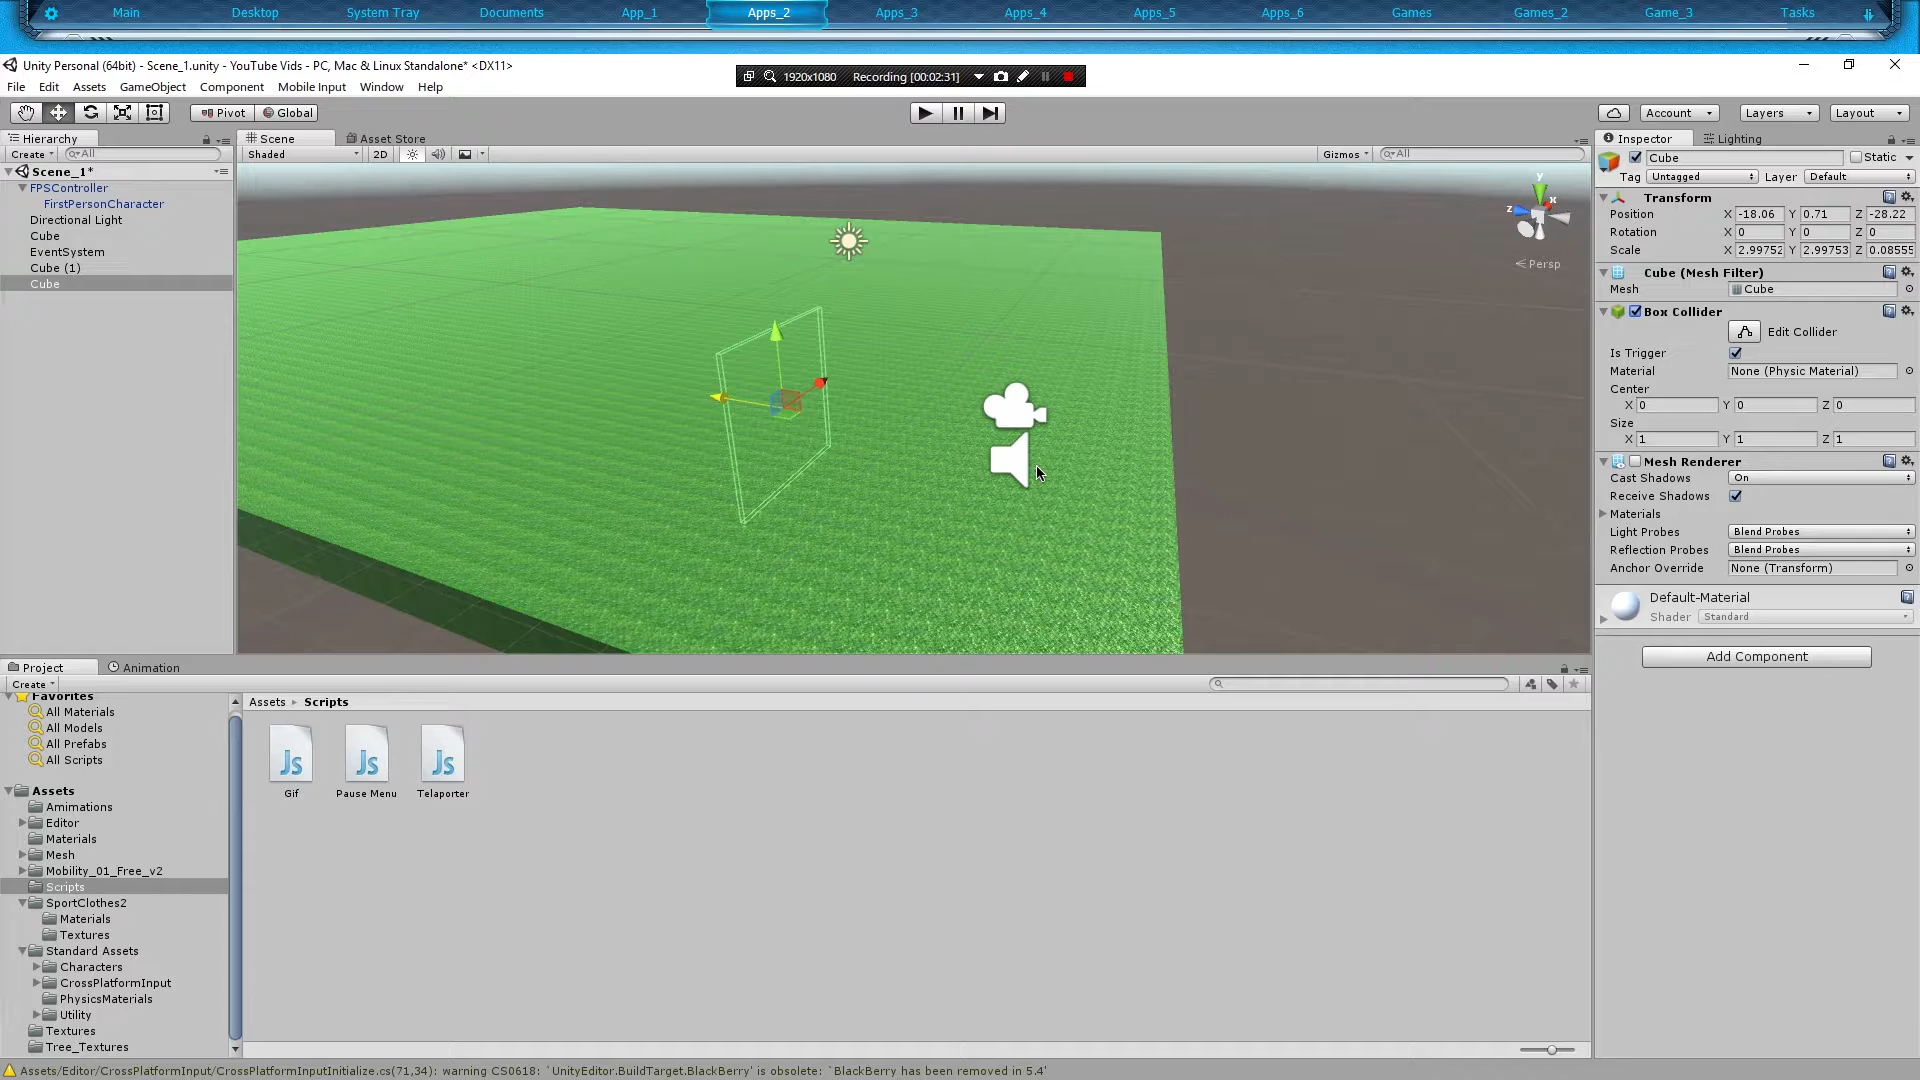 Main Desktop System Tray Documents App_1 Apps_2 Apps_3 Apps_4 Apps_5 Apps_6 Games Games_2 Game_3 Tasks
Unity Personal (64bit) - Scene_1.unity - YouTube Vids - PC, Mac & Linux Standalone* <DX11>
1920x1080 Recording [00:02:31]
File Edit Assets GameObject Component Mobile Input Window Help
Pivot Global Account Layers Layout
Hierarchy Scene Asset Store Inspector Lighting
Create All Shaded 2D Gizmos All Cube Static
Scene_1*
Tag Untagged Layer Default
FPSController
FirstPersonCharacter
Directional Light
Cube
EventSystem
Cube (1)
Cube
y
x
z
Persp
Transform
Position X -18.06 Y 0.71 Z -28.22
Rotation X 0 Y 0 Z 0
Scale X 2.99752 Y 2.99753 Z 0.08555
Cube (Mesh Filter)
Mesh Cube
Box Collider
Edit Collider
Is Trigger
Material None (Physic Material)
Center
X 0 Y 0 Z 0
Size
X 1 Y 1 Z 1
Mesh Renderer
Cast Shadows On
Receive Shadows
Materials
Light Probes Blend Probes
Reflection Probes Blend Probes
Anchor Override None (Transform)
Default-Material
Shader Standard
Add Component
Project Animation
Create
Favorites
All Materials
All Models
All Prefabs
All Scripts
Assets
Amimations
Editor
Materials
Mesh
Mobility_01_Free_v2
Scripts
SportClothes2
Materials
Textures
Standard Assets
Characters
CrossPlatformInput
PhysicsMaterials
Utility
Textures
Tree_Textures
Assets Scripts
Js Js Js
Gif Pause Menu Telaporter
Assets/Editor/CrossPlatformInput/CrossPlatformInputInitialize.cs(71,34): warning CS0618: `UnityEditor.BuildTarget.BlackBerry' is obsolete: `BlackBerry has been removed in 5.4'